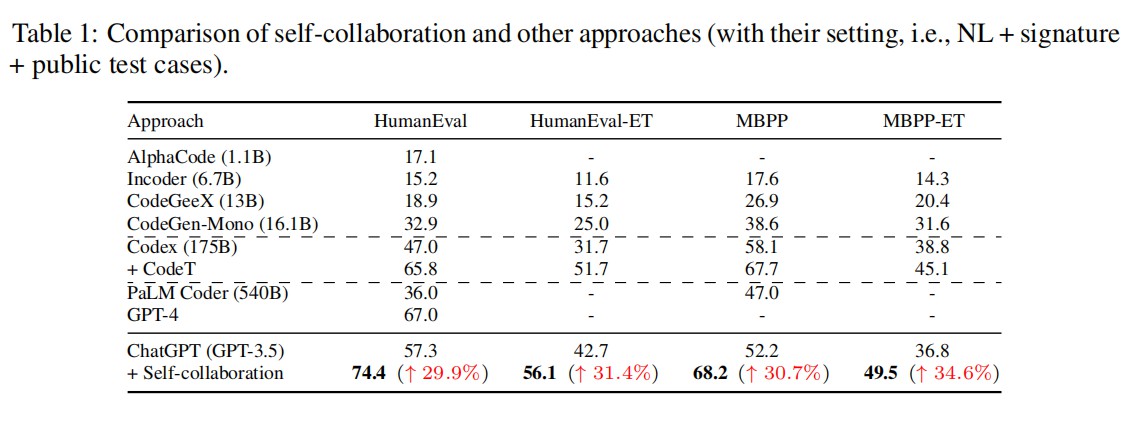 Table 1: Comparison of self-collaboration and other approaches (with their setting, i.e., NL + signature
+ public test cases).
Approach HumanEval HumanEval-ET MBPP MBPP-ET
AlphaCode (1.1B) 17.1 - - -
Incoder (6.7B) 15.2 11.6 17.6 14.3
CodeGeeX (13B) 18.9 15.2 26.9 20.4
CodeGen-Mono (16.1B) 32.9 25.0 38.6 31.6
Codex (175B) 47.0 31.7 58.1 38.8
+ CodeT 65.8 51.7 67.7 45.1
PaLM Coder (540B) 36.0 - 47.0 -
GPT-4 67.0 - - -
ChatGPT (GPT-3.5) 57.3 42.7 52.2 36.8
+ Self-collaboration 74.4 (↑ 29.9%) 56.1 (↑ 31.4%) 68.2 (↑ 30.7%) 49.5 (↑ 34.6%)